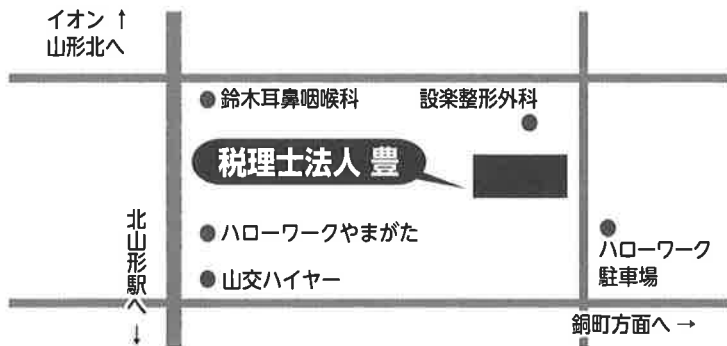 イオン ↑
山形北へ
鈴木耳鼻咽喉科
設楽整形外科
税理士法人 豊
ハローワークやまがた
山交ハイヤー
北山形駅へ ↓
ハローワーク
駐車場
銅町方面へ →